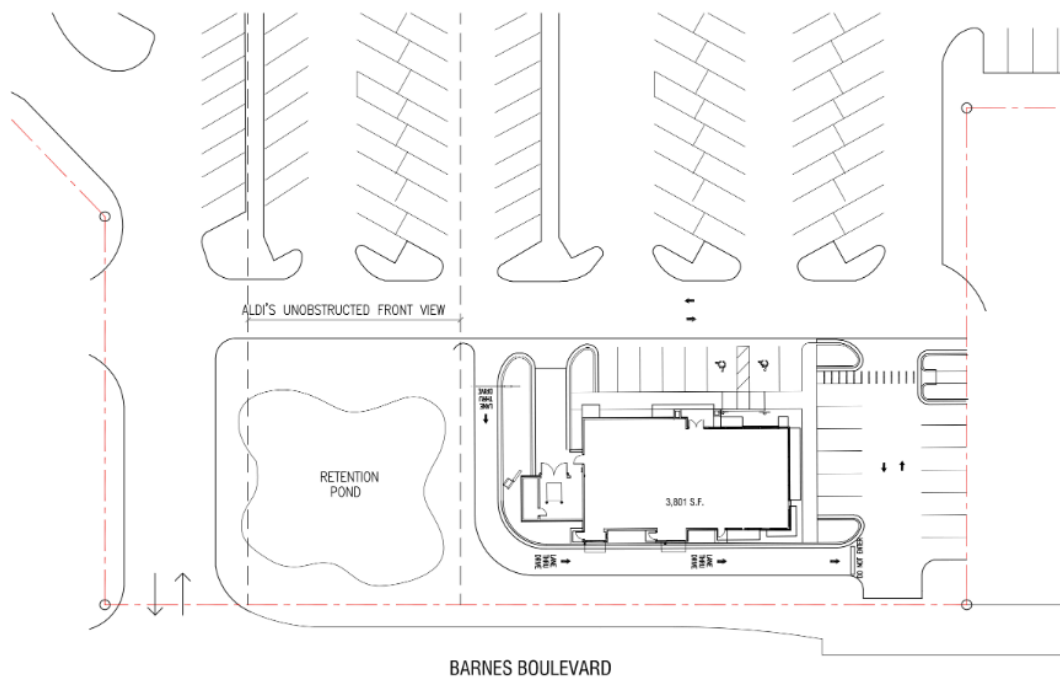 ALDI'S UNOBSTRUCTED FRONT VIEW
DRIVE
THRU
LANE
RETENTION
POND
3,801 S.F.
DRIVE
THRU
LANE
DRIVE
THRU
LANE
DO NOT ENTER
BARNES BOULEVARD